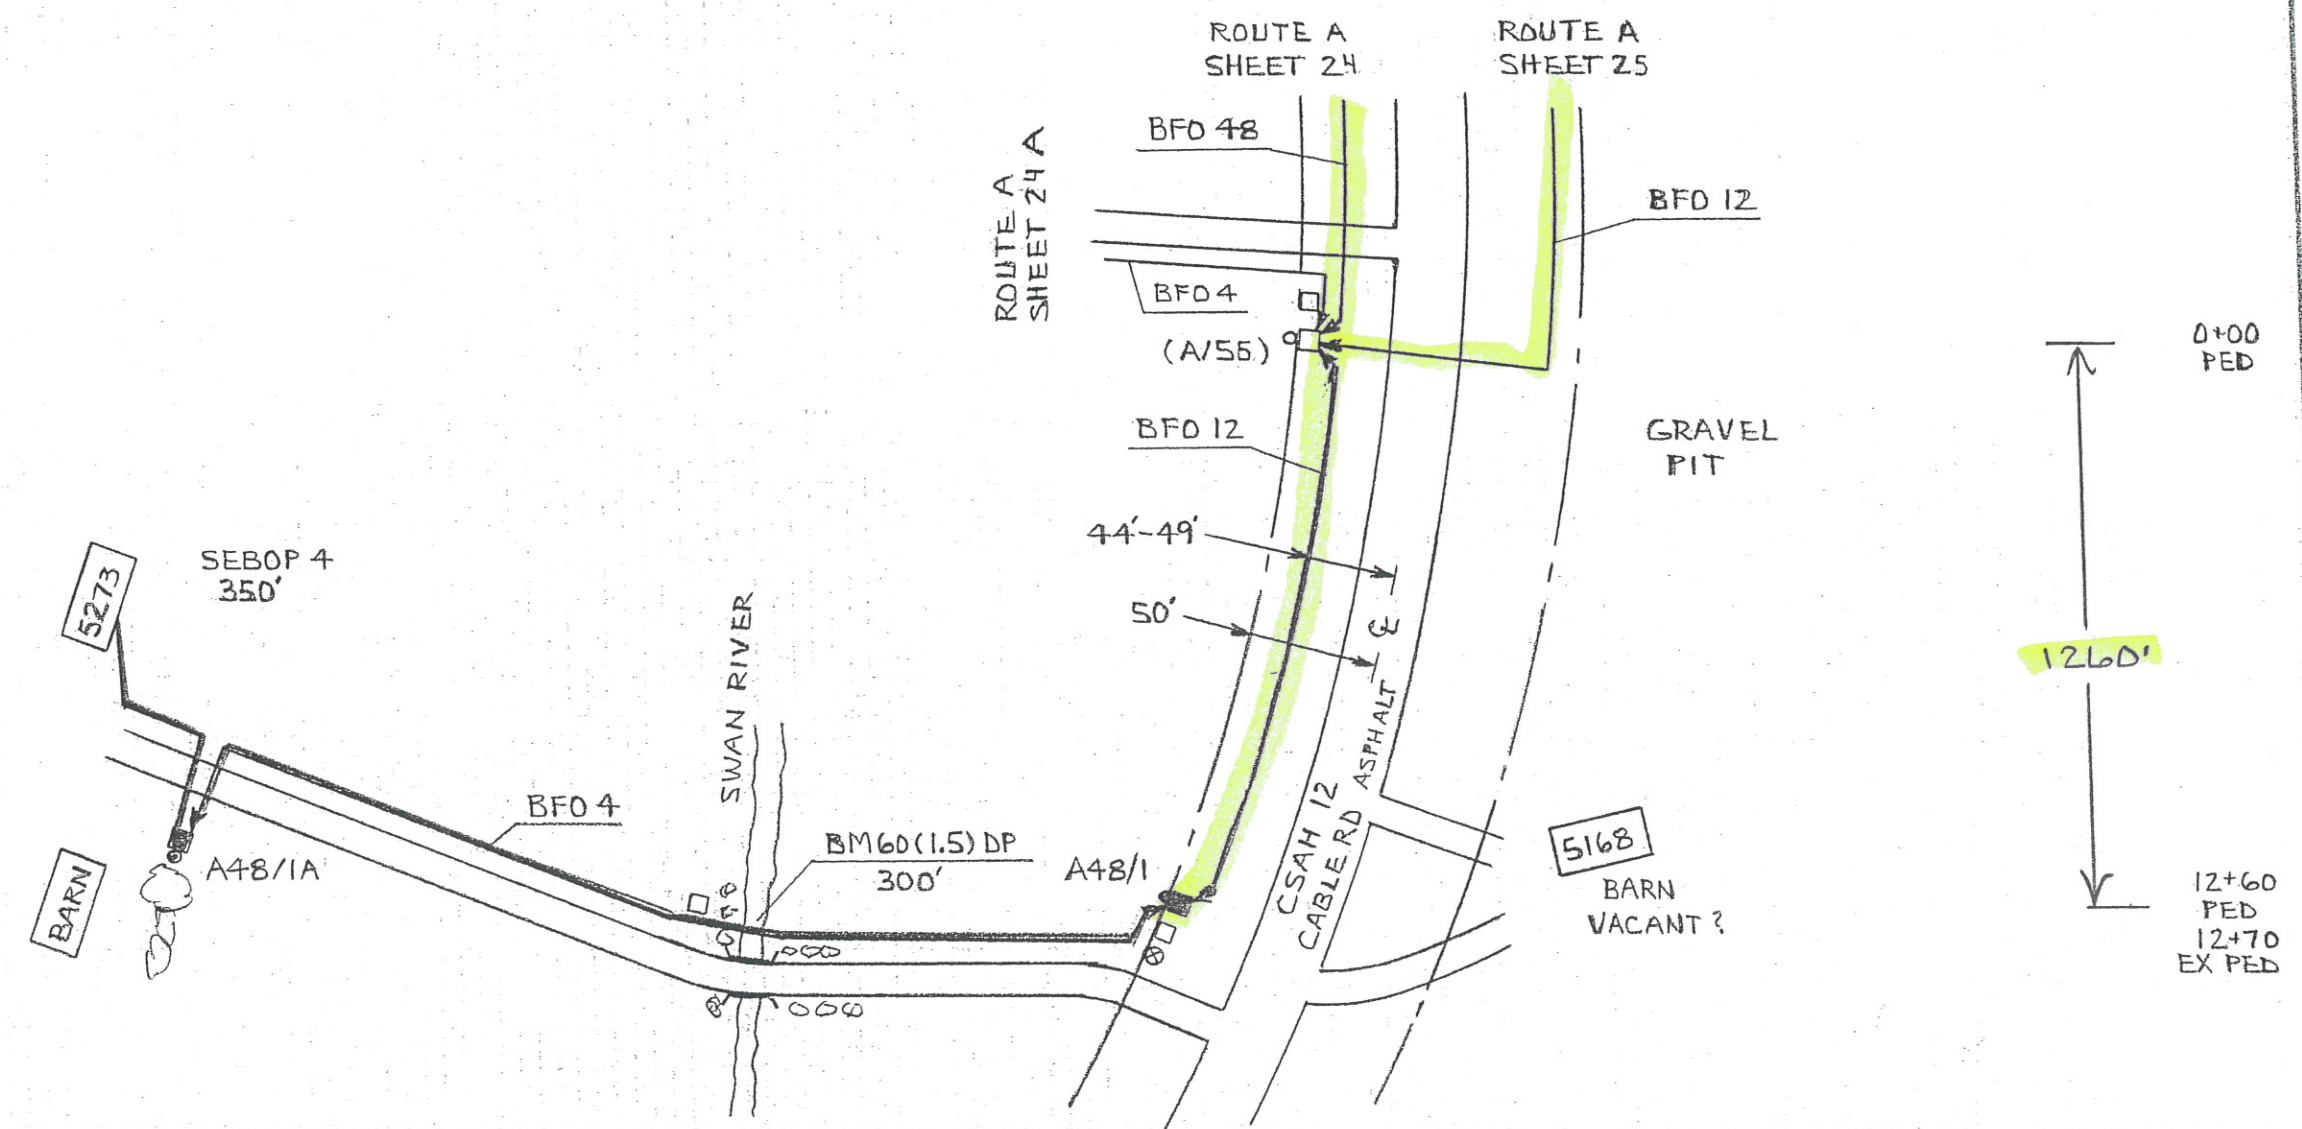 ROUTE A
SHEET 24
ROUTE A
SHEET 25
BFO 48
ROUTE A
SHEET 24 A
BFO 12
BFO 4
(A/55)
0+00
PED
BFO 12
GRAVEL
PIT
44'-49'
SEBOP 4
350'
5273
50'
℄
SWAN RIVER
1260'
ASPHALT
BFO 4
CSAH 12
CABLE RD
BM60(1.5) DP
300'
5168
A48/1
A48/1A
BARN
BARN
VACANT?
12+60
PED
12+70
EX PED